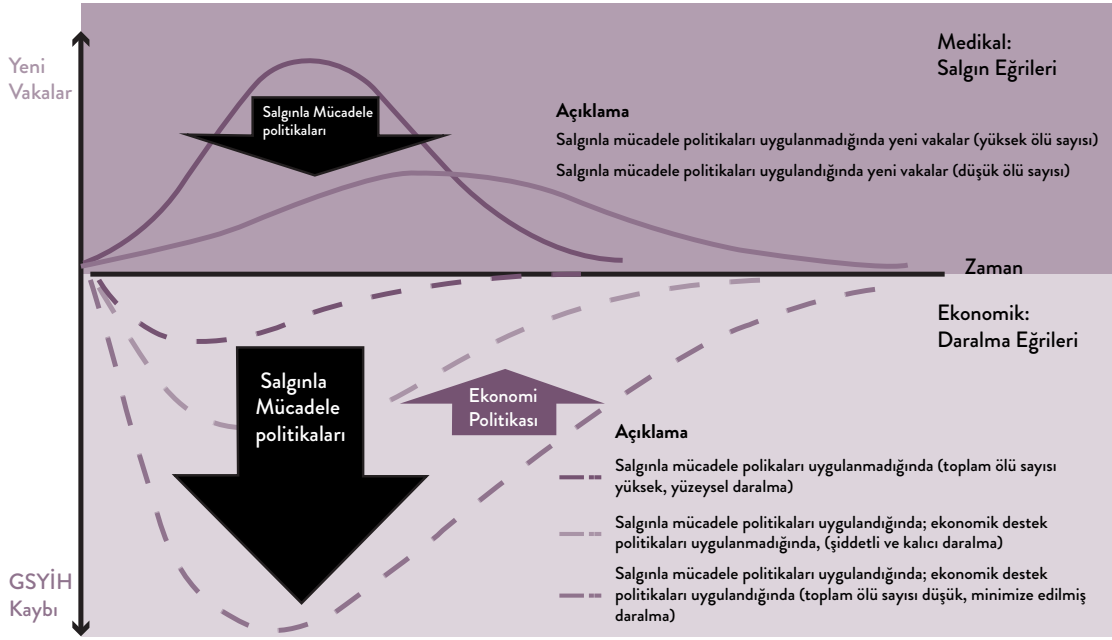 Medikal:
Salgın Eğrileri
Yeni
Vakalar
Salgınla Mücadele
politikaları
Açıklama
Salgınla mücadele politikaları uygulanmadığında yeni vakalar (yüksek ölü sayısı)
Salgınla mücadele politikaları uygulandığında yeni vakalar (düşük ölü sayısı)
Zaman
Ekonomik:
Daralma Eğrileri
Salgınla
Mücadele
politikaları
Ekonomi
Politikası
Açıklama
Salgınla mücadele polikaları uygulanmadığında (toplam ölü sayısı
yüksek, yüzeysel daralma)
Salgınla mücadele politikaları uygulandığında; ekonomik destek
politikaları uygulanmadığında, (şiddetli ve kalıcı daralma)
Salgınla mücadele politikaları uygulandığında; ekonomik destek
politikaları uygulandığında (toplam ölü sayısı düşük, minimize edilmiş
daralma)
GSYİH
Kaybı